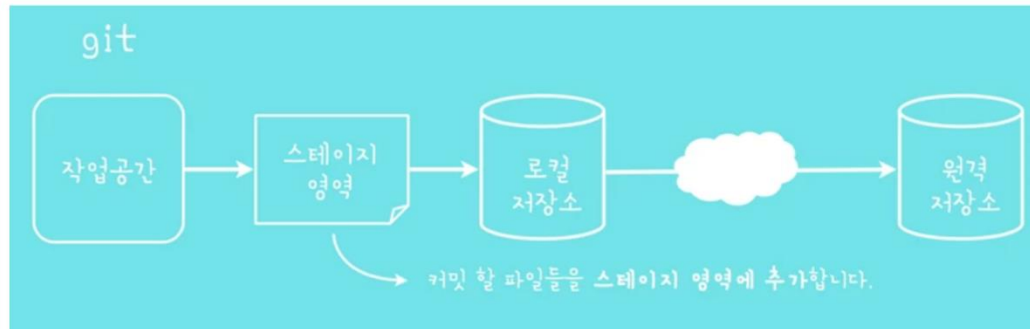 git
작업공간
스테이지
영역
로컬
저장소
원격
저장소
커밋 할 파일들을 스테이지 영역에 추가합니다.